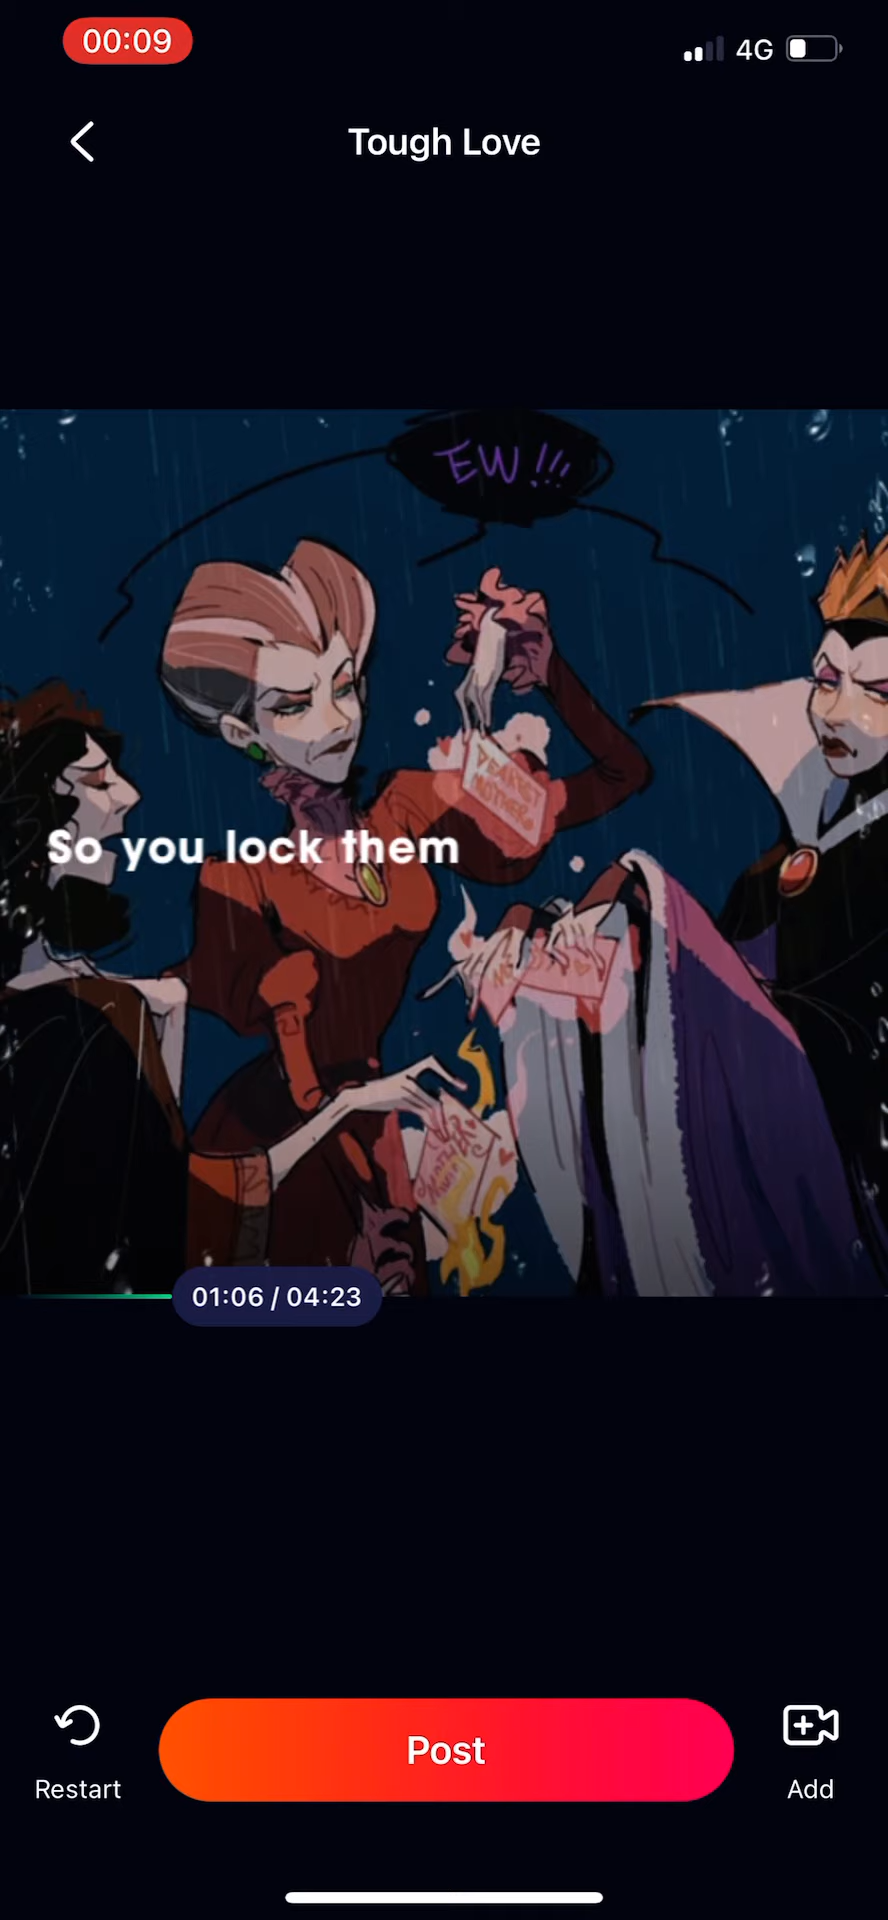 00:09
4G
Tough Love
EW!!!
DEAREST
MOTHER
So you lock them
01:06 / 04:23
Post
Restart
Add